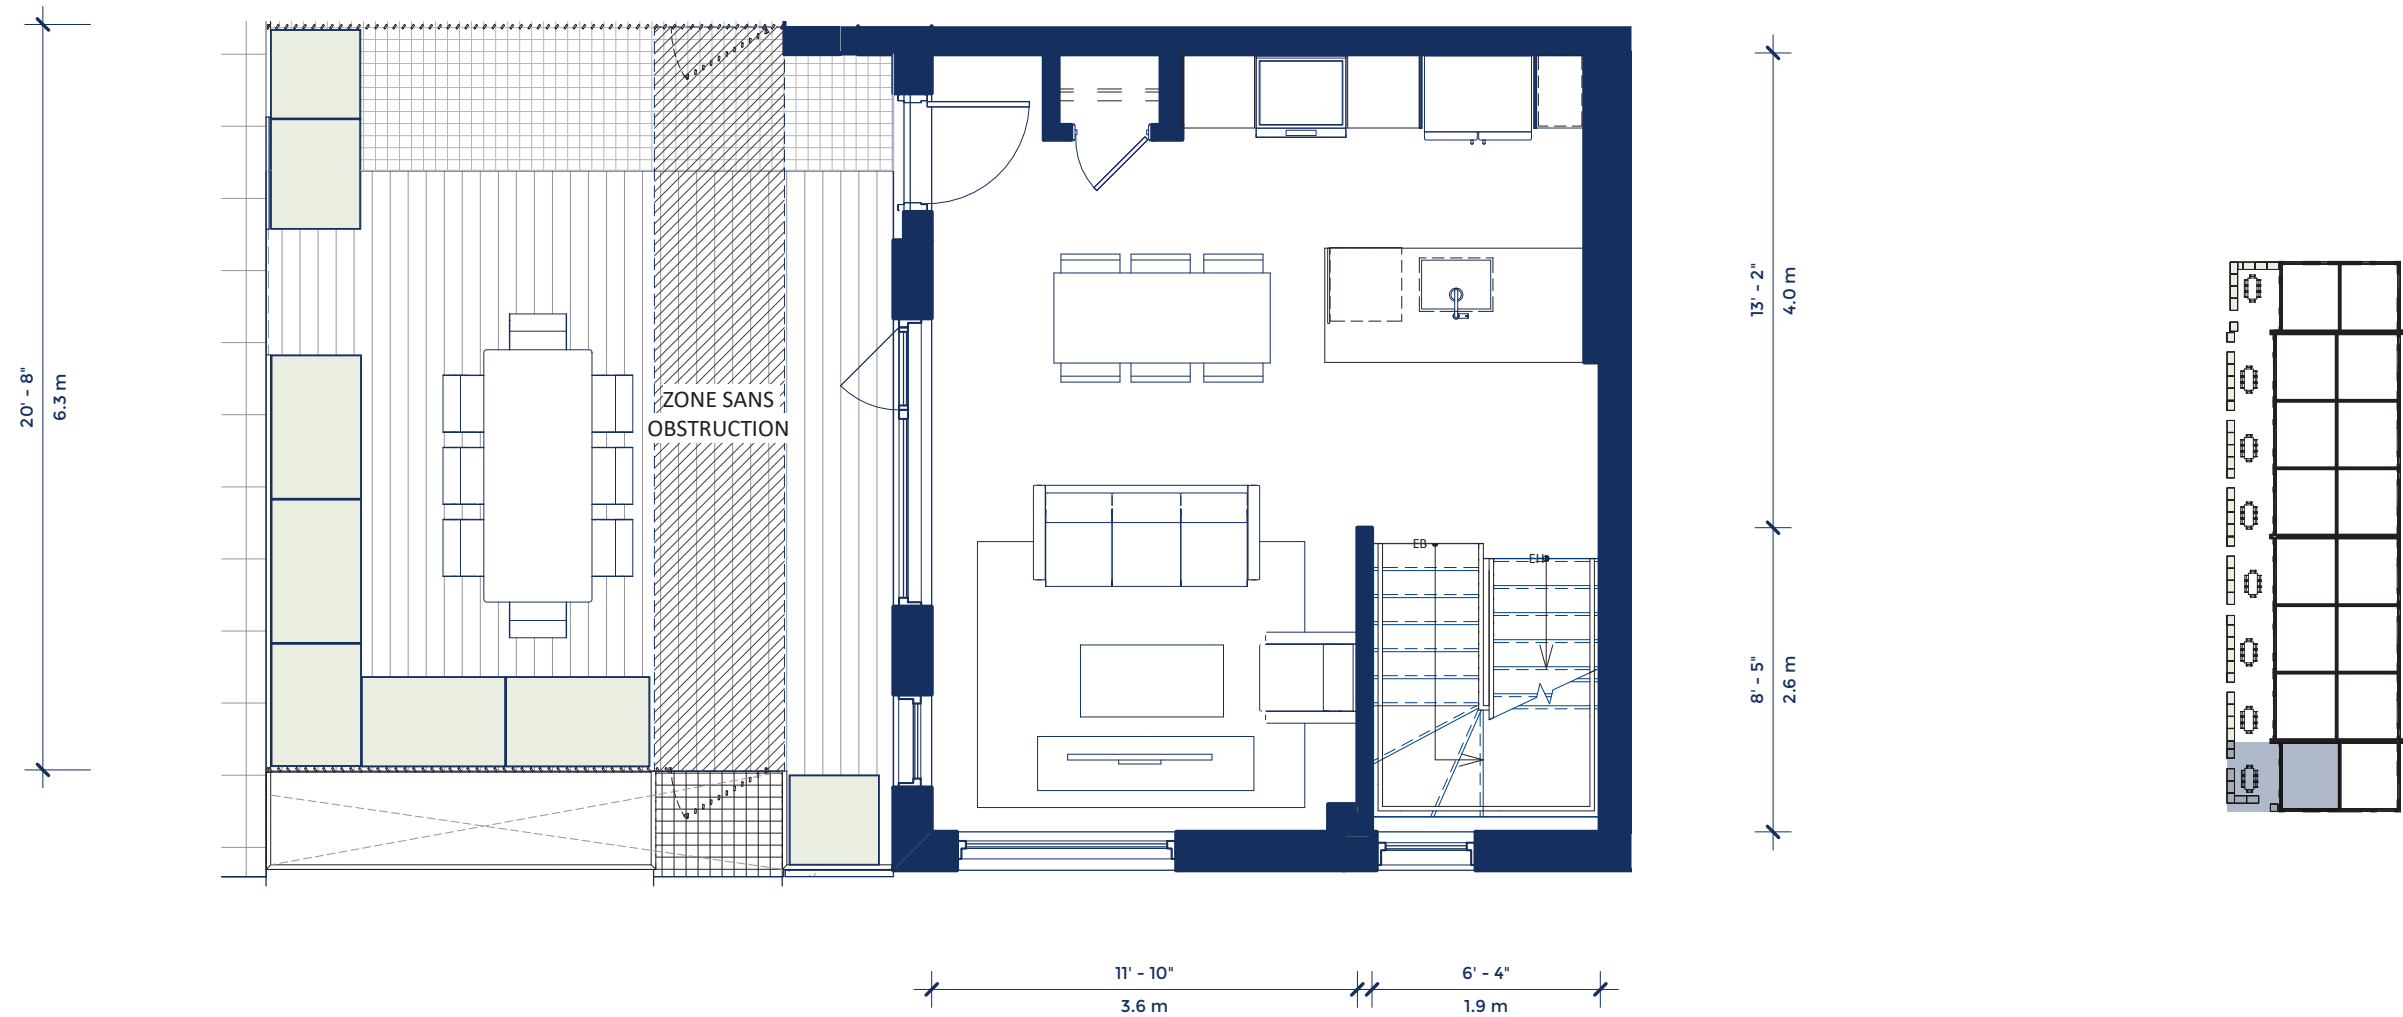 20' - 8"
6.3 m
ZONE SANS
OBSTRUCTION
EB
EH
13' - 2"
4.0 m
8' - 5"
2.6 m
11' - 10"
3.6 m
6' - 4"
1.9 m